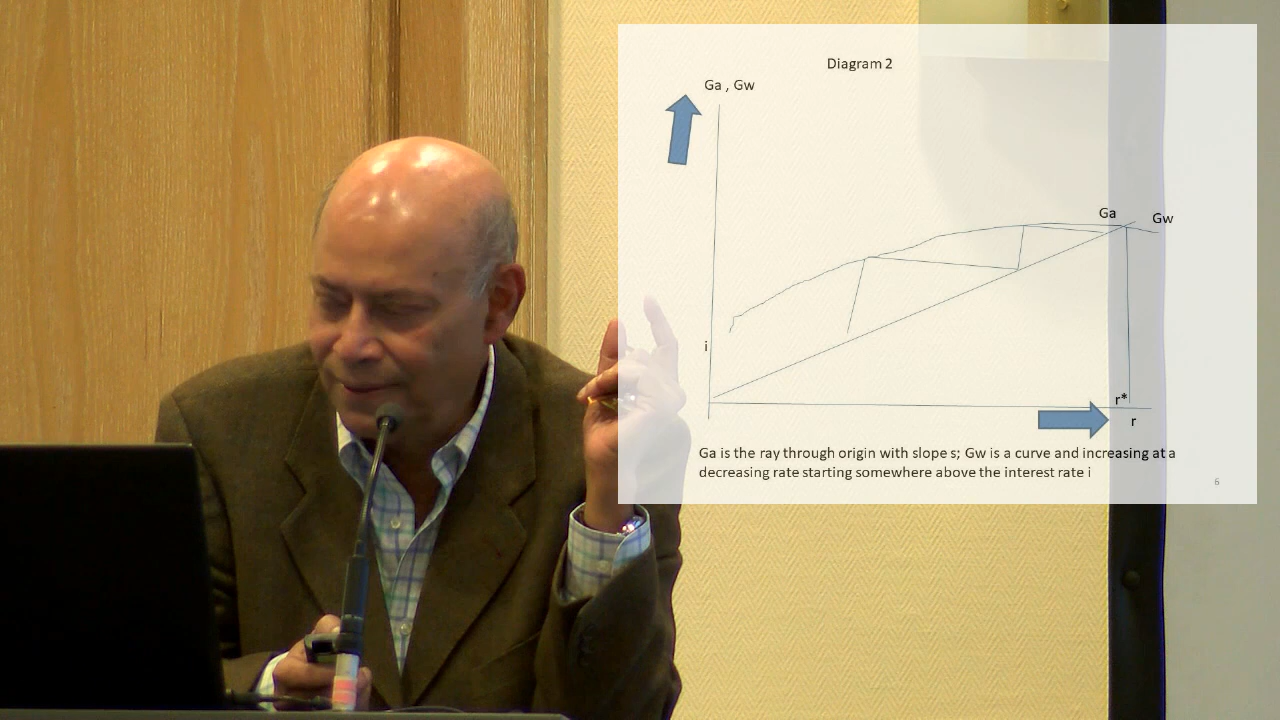 Diagram 2
Ga , Gw
Ga
Gw
i
r*
r
Ga is the ray through origin with slope s; Gw is a curve and increasing at a
decreasing rate starting somewhere above the interest rate i
6